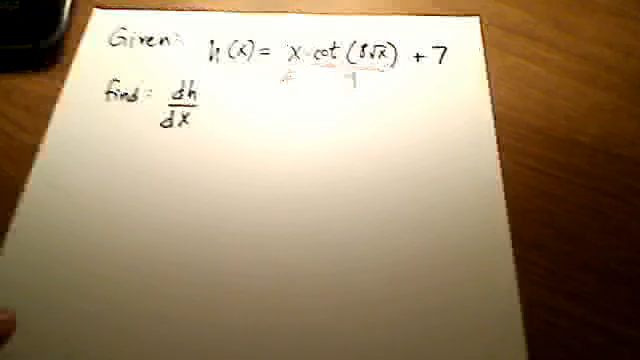 Given: h(x) = x·cot(8√x) + 7
find: dh
dx